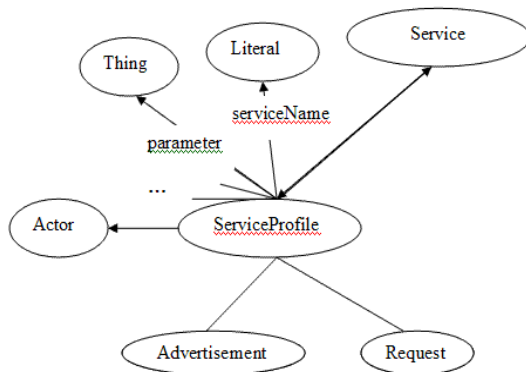 Service
Literal
Thing
serviceName
parameter
...
Actor
ServiceProfile
Advertisement
Request